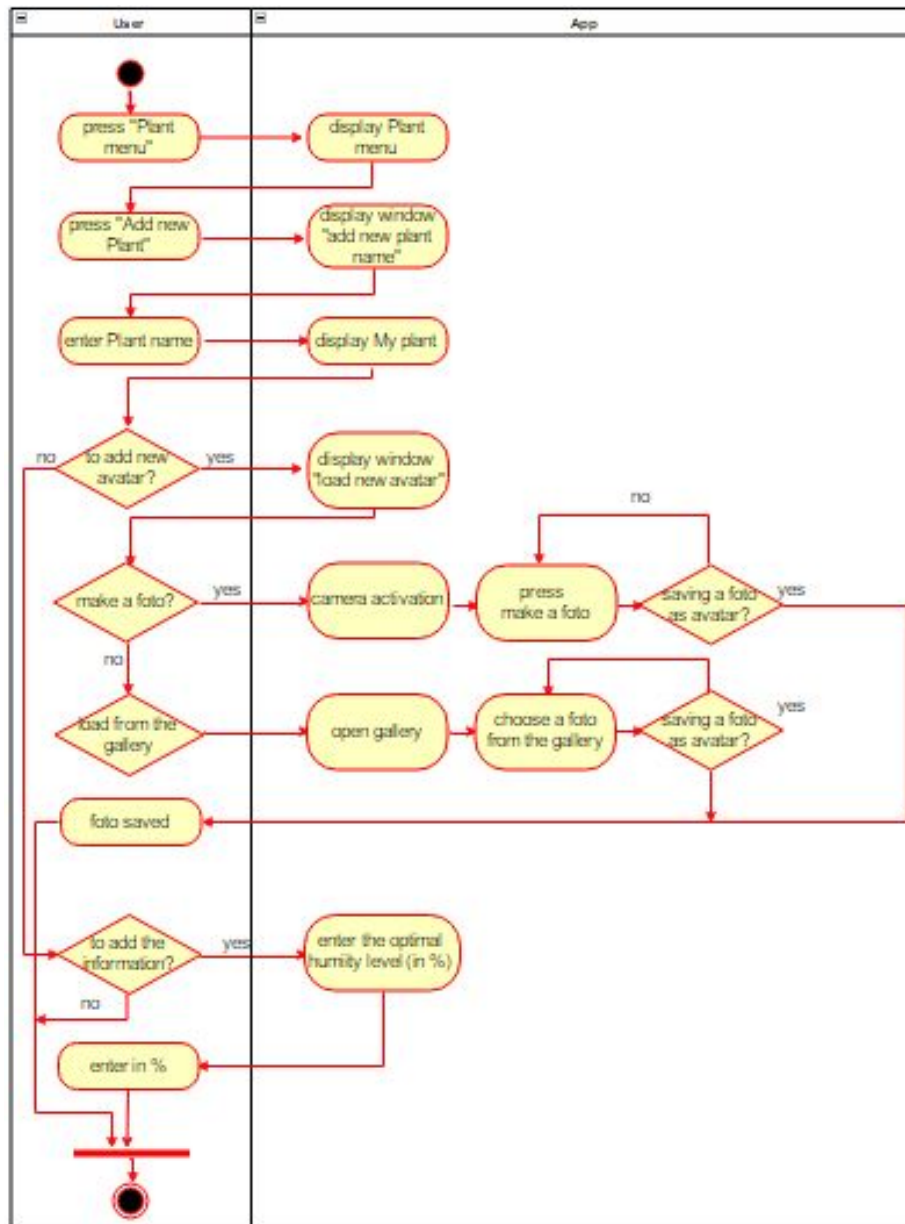 User
App
press "Plant
menu"
display Plant
menu
press "Add new
Plant"
display window
"add new plant
name"
enter Plant name
display My plant
no
to add new
avatar?
yes
display window
"load new avatar"
no
make a foto?
yes
camera activation
press
make a foto
saving a foto
as avatar?
yes
no
load from the
gallery
open gallery
choose a foto
from the gallery
saving a foto
as avatar?
yes
foto saved
to add the
information?
yes
enter the optimal
humiity level (in %)
no
enter in %